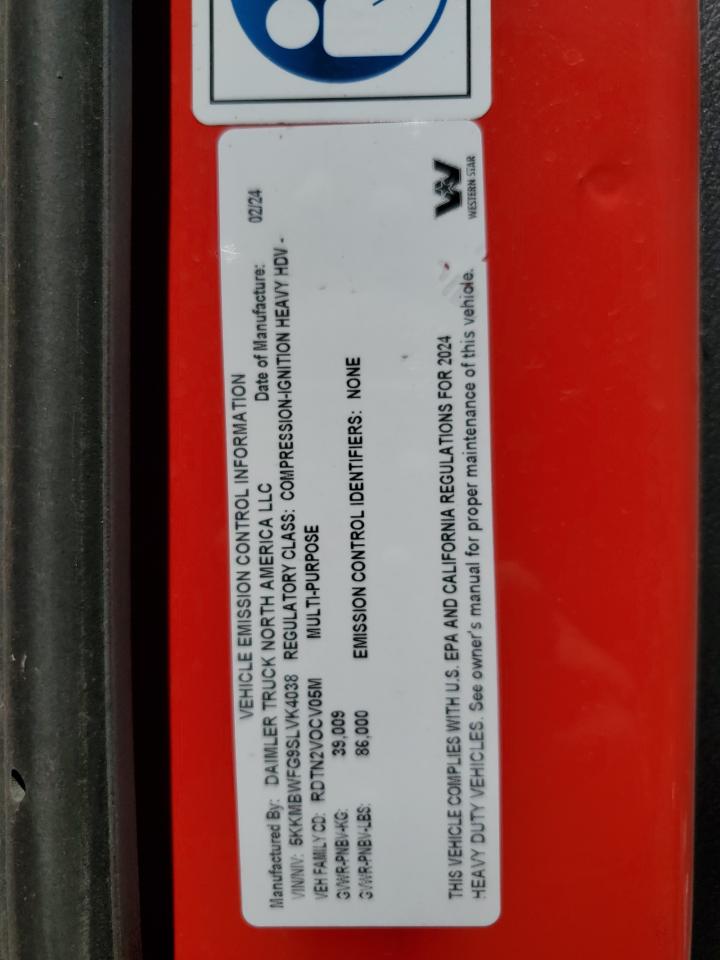 VEHICLE EMISSION CONTROL INFORMATION
Manufactured By: DAIMLER TRUCK NORTH AMERICA LLC Date of Manufacture: 02/24
VIN/NIV: 5KKMBWFG9SLVK4038 REGULATORY CLASS: COMPRESSION-IGNITION HEAVY HDV -
VEH FAMILY CD: RDTN2VOCV05M MULTI-PURPOSE
GVWR-PNBV-KG: 39,009
GVWR-PNBV-LBS: 86,000 EMISSION CONTROL IDENTIFIERS: NONE
THIS VEHICLE COMPLIES WITH U.S. EPA AND CALIFORNIA REGULATIONS FOR 2024
HEAVY DUTY VEHICLES. See owner's manual for proper maintenance of this vehicle.
WESTERN STAR